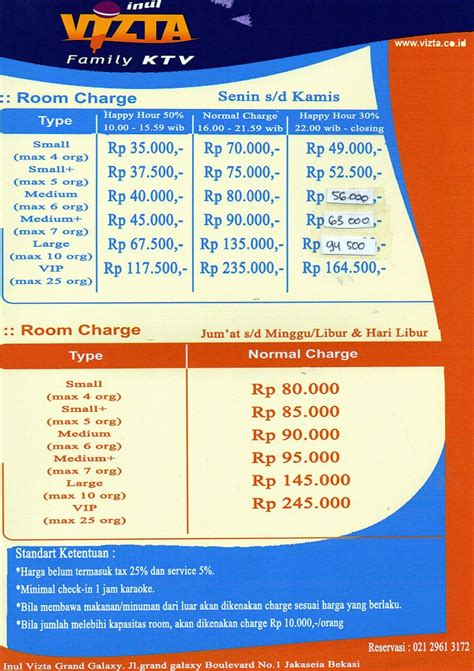 inul
VIZTA
Family KTV
www.vizta.co.id
:: Room Charge Senin s/d Kamis
Type Happy Hour 50% 10.00 - 15.59 wib Normal Charge 16.00 - 21.59 wib Happy Hour 30% 22.00 wib - closing
Small (max 4 org) Rp 35.000,- Rp 70.000,- Rp 49.000,-
Small+ (max 5 org) Rp 37.500,- Rp 75.000,- Rp 52.500,-
Medium (max 6 org) Rp 40.000,- Rp 80.000,- Rp 56.000,-
Medium+ (max 7 org) Rp 45.000,- Rp 90.000,- Rp 63 000,-
Large (max 10 org) Rp 67.500,- Rp 135.000,- Rp 94 500,-
VIP (max 25 org) Rp 117.500,- Rp 235.000,- Rp 164.500,-
:: Room Charge Jum'at s/d Minggu/Libur & Hari Libur
Type Normal Charge
Small (max 4 org) Rp 80.000
Small+ (max 5 org) Rp 85.000
Medium (max 6 org) Rp 90.000
Medium+ (max 7 org) Rp 95.000
Large (max 10 org) Rp 145.000
VIP (max 25 org) Rp 245.000
Standart Ketentuan :
*Harga belum termasuk tax 25% dan service 5%.
*Minimal check-in 1 jam karaoke.
*Bila membawa makanan/minuman dari luar akan dikenakan charge sesuai harga yang berlaku.
*Bila jumlah melebihi kapasitas room, akan dikenakan charge Rp 10.000,-/orang
Reservasi : 021 2961 3172
Inul Vizta Grand Galaxy. Jl.grand galaxy Boulevard No.1 Jakaseia Bekasi